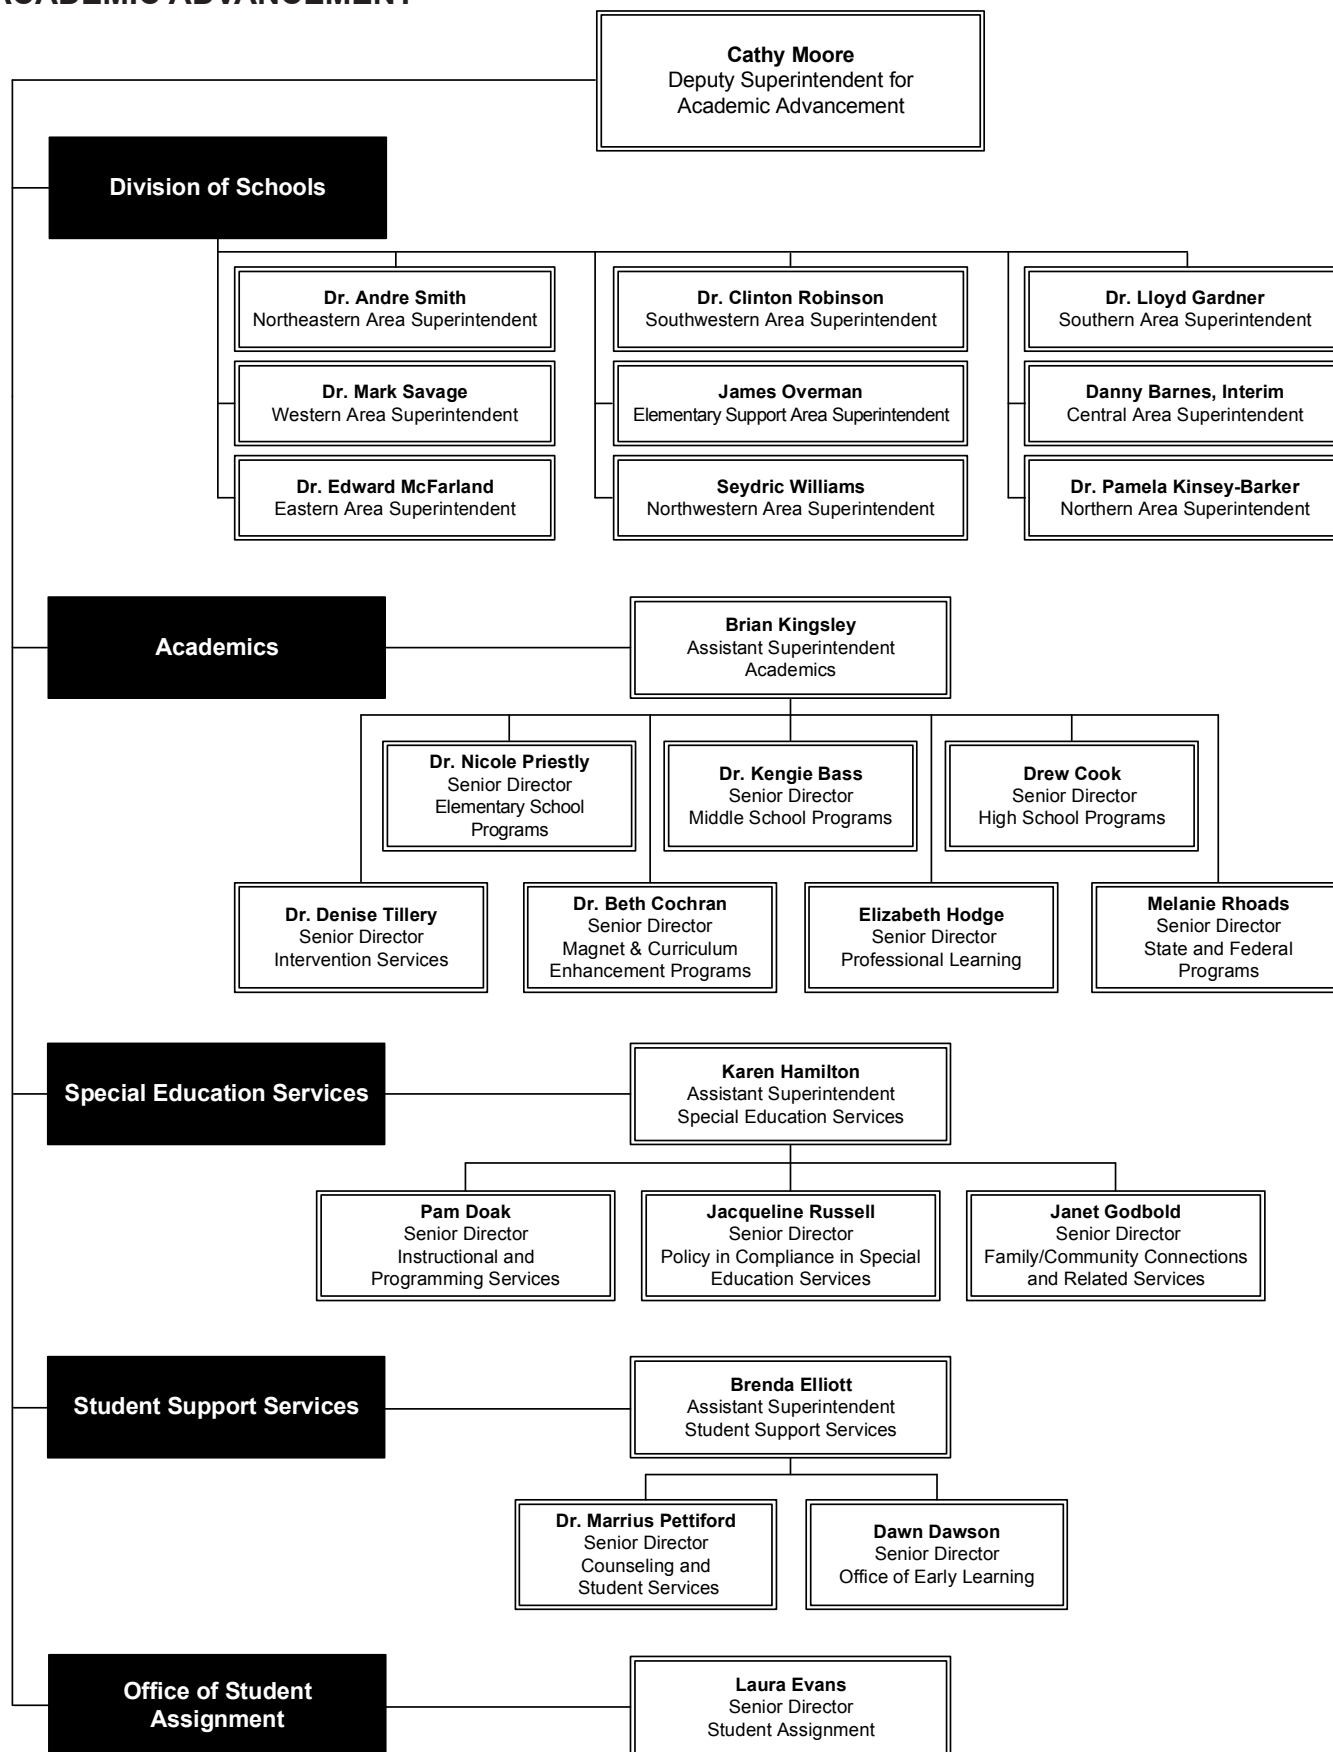 ACADEMIC ADVANCEMENT
Cathy Moore
Deputy Superintendent for
Academic Advancement
Division of Schools
Dr. Andre Smith
Northeastern Area Superintendent
Dr. Clinton Robinson
Southwestern Area Superintendent
Dr. Lloyd Gardner
Southern Area Superintendent
Dr. Mark Savage
Western Area Superintendent
James Overman
Elementary Support Area Superintendent
Danny Barnes, Interim
Central Area Superintendent
Dr. Edward McFarland
Eastern Area Superintendent
Seydric Williams
Northwestern Area Superintendent
Dr. Pamela Kinsey-Barker
Northern Area Superintendent
Academics
Brian Kingsley
Assistant Superintendent
Academics
Dr. Nicole Priestly
Senior Director
Elementary School
Programs
Dr. Kengie Bass
Senior Director
Middle School Programs
Drew Cook
Senior Director
High School Programs
Dr. Denise Tillery
Senior Director
Intervention Services
Dr. Beth Cochran
Senior Director
Magnet & Curriculum
Enhancement Programs
Elizabeth Hodge
Senior Director
Professional Learning
Melanie Rhoads
Senior Director
State and Federal
Programs
Special Education Services
Karen Hamilton
Assistant Superintendent
Special Education Services
Pam Doak
Senior Director
Instructional and
Programming Services
Jacqueline Russell
Senior Director
Policy in Compliance in Special
Education Services
Janet Godbold
Senior Director
Family/Community Connections
and Related Services
Student Support Services
Brenda Elliott
Assistant Superintendent
Student Support Services
Dr. Marrius Pettiford
Senior Director
Counseling and
Student Services
Dawn Dawson
Senior Director
Office of Early Learning
Office of Student
Assignment
Laura Evans
Senior Director
Student Assignment